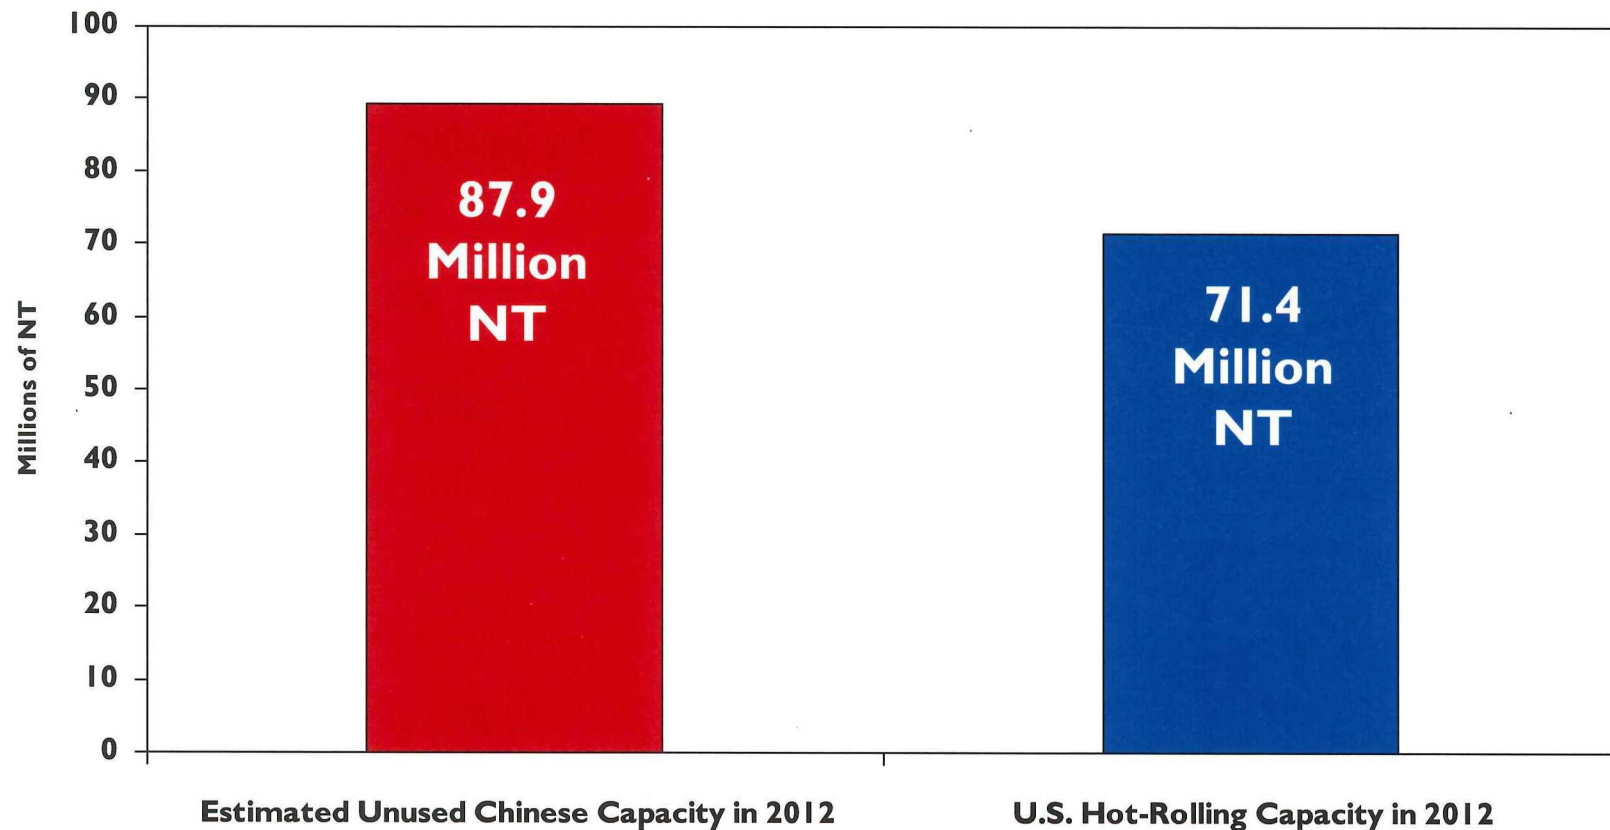 100
90
80
70
60
50
40
30
20
10
0
Millions of NT
87.9
Million
NT
71.4
Million
NT
Estimated Unused Chinese Capacity in 2012
U.S. Hot-Rolling Capacity in 2012